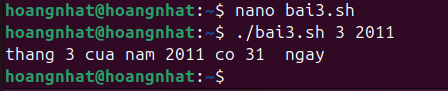 hoangnhat@hoangnhat:~$ nano bai3.sh
hoangnhat@hoangnhat:~$ ./bai3.sh 3 2011
thang 3 cua nam 2011 co 31  ngay
hoangnhat@hoangnhat:~$